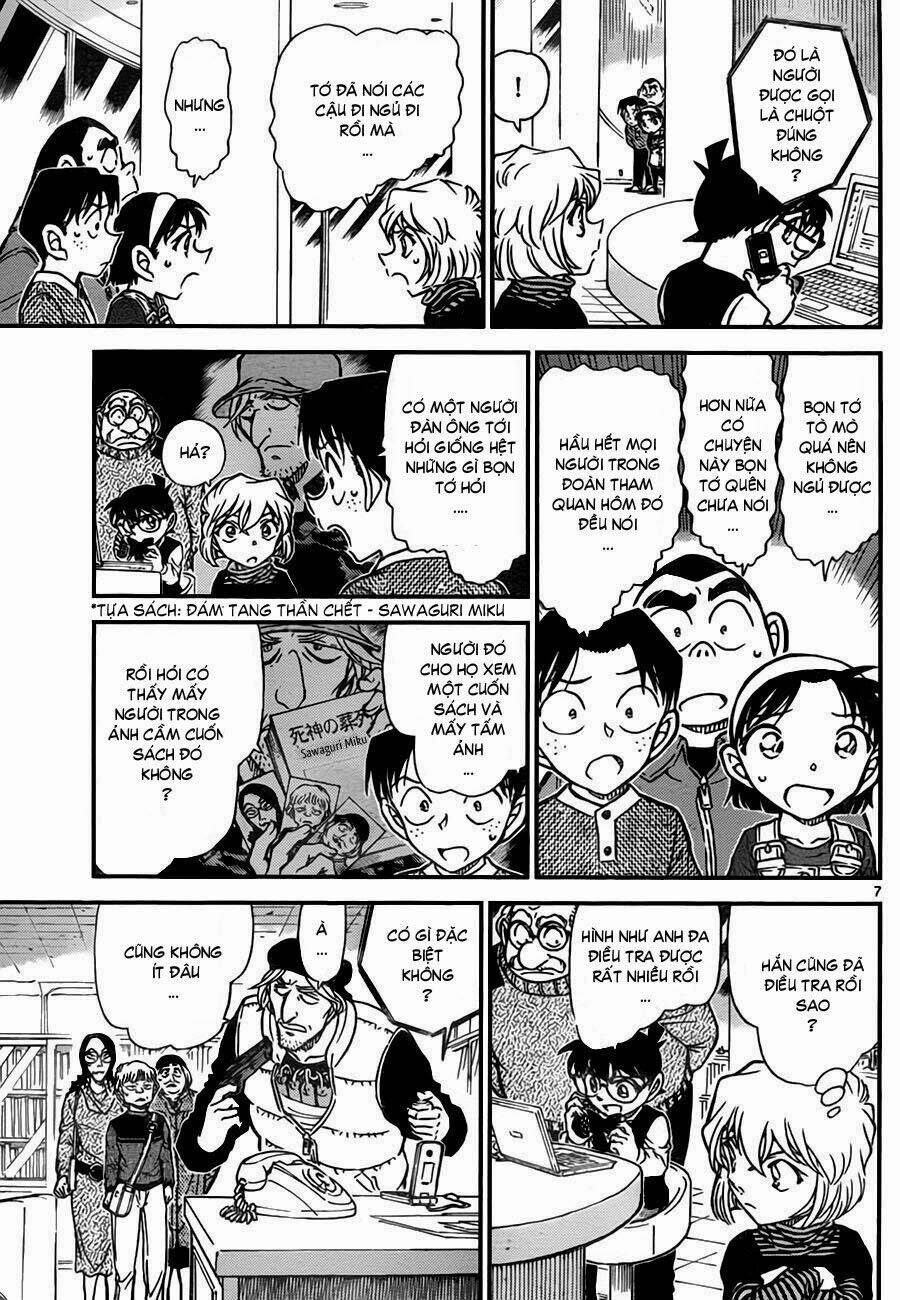 ĐÓ LÀ
NGƯỜI
ĐƯỢC GỌI
LÀ CHUỘT
ĐÚNG
KHÔNG
?
!
TỚ ĐÃ NÓI CÁC
CẬU ĐI NGỦ ĐI
RỒI MÀ
...
NHƯNG
...
BỌN TỚ
TÒ MÒ
QUÁ NÊN
KHÔNG
NGỦ ĐƯỢC
...
HƠN NỮA
CÓ
CHUYỆN
NÀY BỌN
TỚ QUÊN
CHƯA NÓI
...
HẦU HẾT MỌI
NGƯỜI TRONG
ĐOÀN THAM
QUAN HÔM ĐÓ
ĐỀU NÓI
...
CÓ MỘT NGƯỜI
ĐÀN ÔNG TỚI
HỎI GIỐNG HỆT
NHỮNG GÌ BỌN
TỚ HỎI
....
HẢ?
*TỰA SÁCH: ĐÁM TANG THẦN CHẾT - SAWAGURI MIKU
NGƯỜI ĐÓ
CHO HỌ XEM
MỘT CUỐN
SÁCH VÀ
MẤY TẤM
ẢNH
...
死神の葬列
Sawaguri Miku
RỒI HỎI CÓ
THẤY MẤY
NGƯỜI TRONG
ẢNH CẦM CUỐN
SÁCH ĐÓ
KHÔNG
?
7
HẮN CŨNG ĐÃ
ĐIỀU TRA RỒI
SAO
?
HÌNH NHƯ ANH ĐA
ĐIỀU TRA ĐƯỢC
RẤT NHIỀU RỒI
...
CÓ GÌ ĐẶC
BIỆT
KHÔNG
?
À
...
CŨNG KHÔNG
ÍT ĐÂU
...